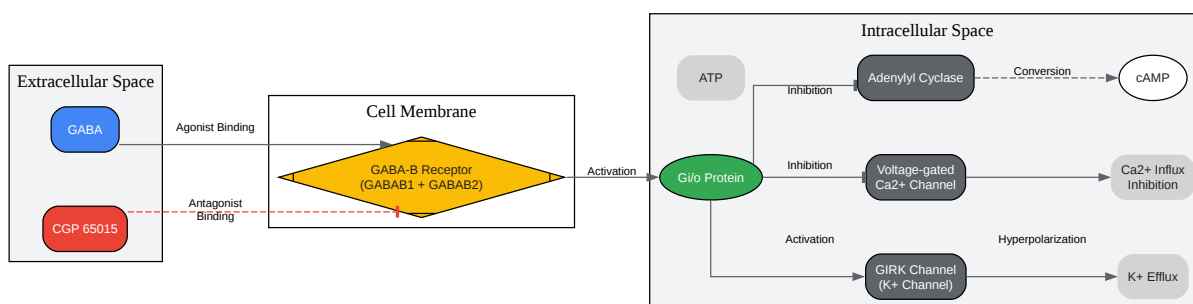 Extracellular Space
GABA
CGP 65015
Agonist Binding
Antagonist
Binding
Cell Membrane
GABA-B Receptor
(GABAB1 + GABAB2)
Activation
Intracellular Space
ATP
Gi/o Protein
Inhibition
Adenylyl Cyclase
Conversion
cAMP
Inhibition
Voltage-gated
Ca2+ Channel
Ca2+ Influx
Inhibition
Activation
GIRK Channel
(K+ Channel)
Hyperpolarization
K+ Efflux